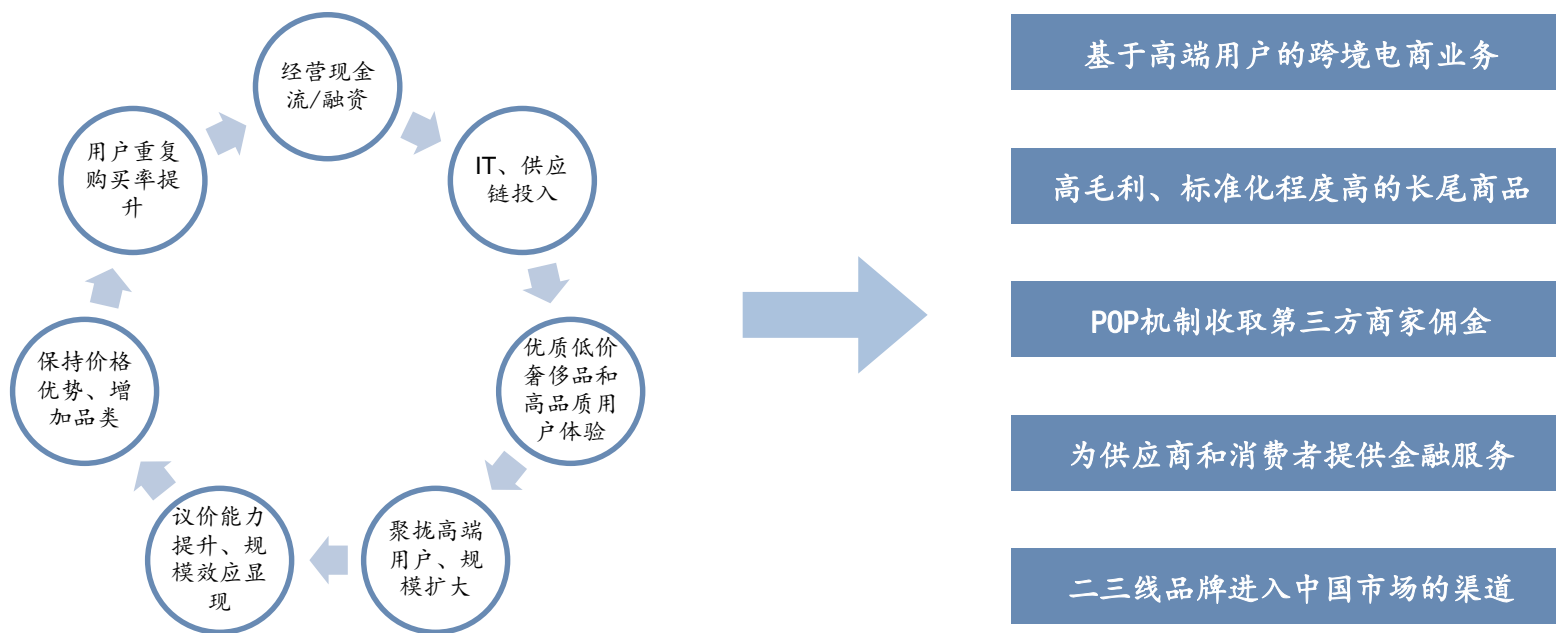 经营现金
流/融资
IT、供应
链投入
优质低价
奢侈品和
高品质用
户体验
聚拢高端
用户、规
模扩大
议价能力
提升、规
模效应显
现
保持价格
优势、增
加品类
用户重复
购买率提
升
基于高端用户的跨境电商业务
高毛利、标准化程度高的长尾商品
POP机制收取第三方商家佣金
为供应商和消费者提供金融服务
二三线品牌进入中国市场的渠道